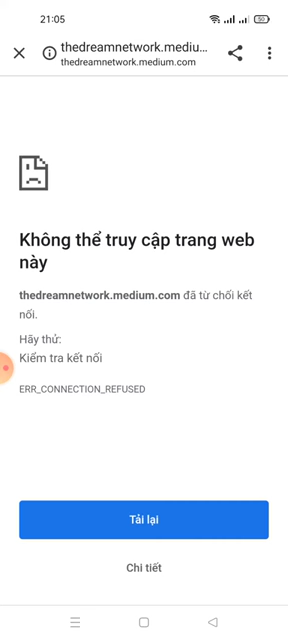 21:05
50
thedreamnetwork.mediu...
thedreamnetwork.medium.com
Không thể truy cập trang web
này
thedreamnetwork.medium.com đã từ chối kết
nối.
Hãy thử:
Kiểm tra kết nối
ERR_CONNECTION_REFUSED
Tải lại
Chi tiết